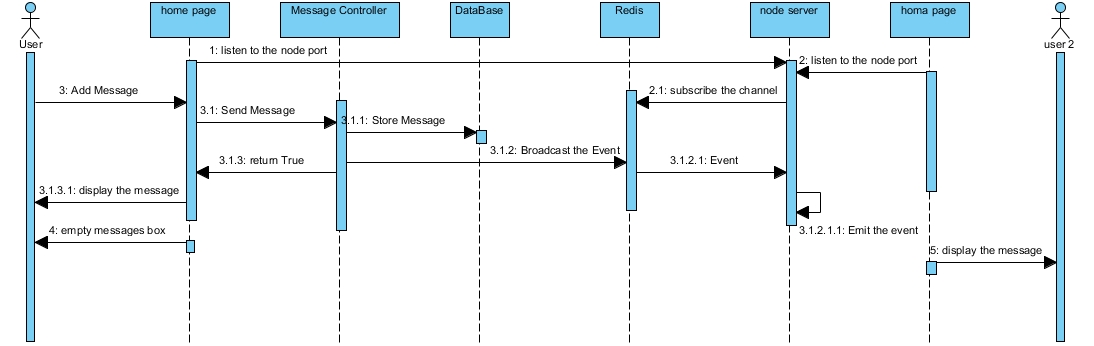 home page
Message Controller
DataBase
Redis
node server
homa page
User
user 2
1: listen to the node port
2: listen to the node port
3: Add Message
2.1: subscribe the channel
3.1: Send Message
3.1.1: Store Message
3.1.2: Broadcast the Event
3.1.3: return True
3.1.2.1: Event
3.1.3.1: display the message
4: empty messages box
3.1.2.1.1: Emit the event
5: display the message